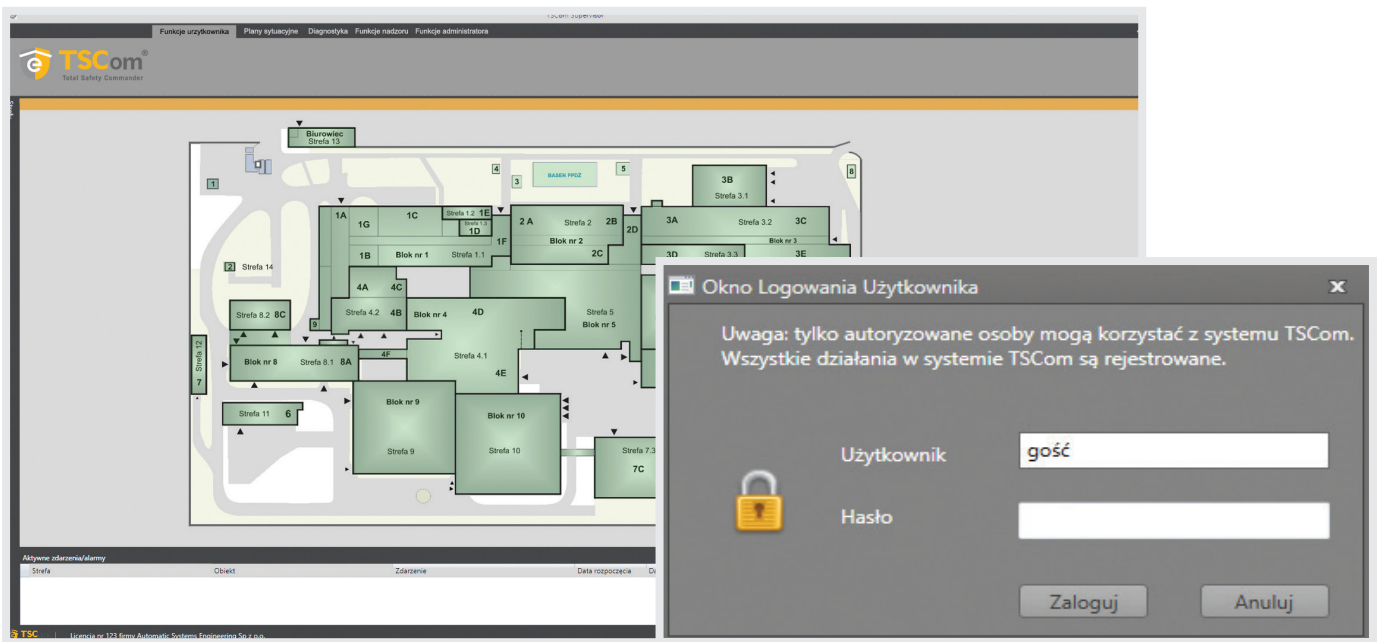 TSCom Supervisor
Funkcje urzytkownika Plany sytuacyjne Diagnostyka Funkcje nadzoru Funkcje administratora
TSCom®
Total Safety Commander
Biurowiec
Strefa 13
1
4
3
BASEN PPOZ
5
3B
Strefa 3.1
8
1A
1G
1C
Strefa 1.2 1E
Strefa 1.3
1D
1F
2 A
Strefa 2
2B
2D
Blok nr 2
2C
3A
Strefa 3.2
3C
Blok nr 3
3D
Strefa 3.3
3E
1B
Blok nr 1
Strefa 1.1
2
Strefa 14
4A
4C
Strefa 8.2 8C
9
Strefa 4.2
4B
Blok nr 4
4D
Strefa 5
Blok nr 5
Strefa 12
7
Blok nr 8
Strefa 8.1 8A
4F
Strefa 4.1
4E
Strefa 11 6
Blok nr 9
Strefa 9
Blok nr 10
Strefa 10
Strefa 7.3
7C
Aktywne zdarzenia/alarmy
Strefa Obiekt Zdarzenie Data rozpoczęcia
TSC Licencja nr 123 firmy Automatic Systems Engineering Sp z o.o.
Okno Logowania Użytkownika
Uwaga: tylko autoryzowane osoby mogą korzystać z systemu TSCom.
Wszystkie działania w systemie TSCom są rejestrowane.
Użytkownik
gość
Hasło
Zaloguj
Anuluj